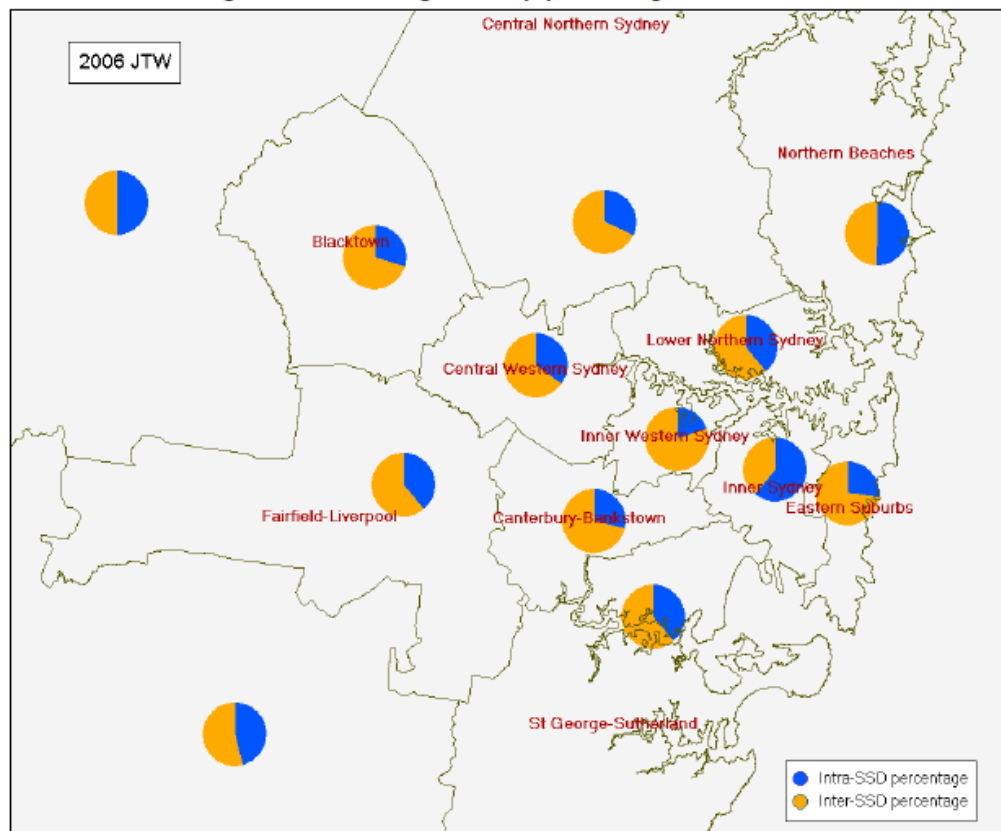 Central Northern Sydney
2006 JTW
Northern Beaches
Blacktown
Lower Northern Sydney
Central Western Sydney
Inner Western Sydney
Inner Sydney
Eastern Suburbs
Fairfield-Liverpool
Canterbury-Bankstown
St George-Sutherland
Intra-SSD percentage
Inter-SSD percentage